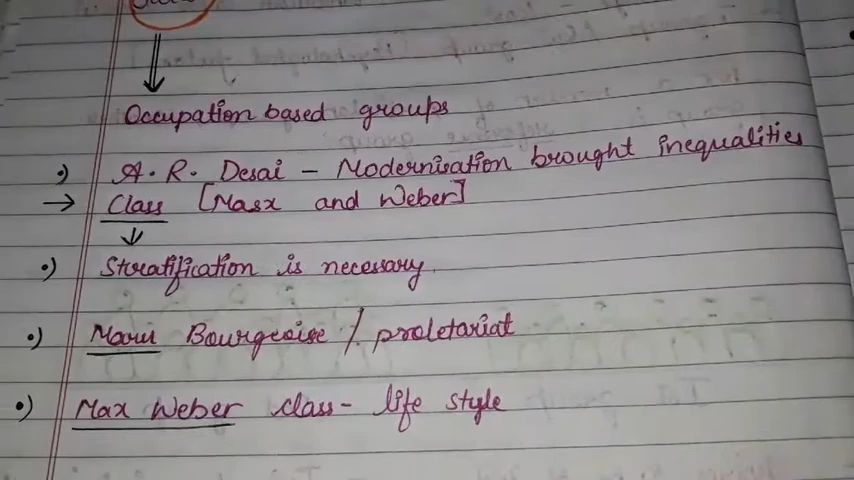 Occupation based groups
•) A. R. Desai – Modernisation brought inequalities
→ Class [Marx and Weber]
•) Stratification is necessary.
•) Marx Bourgeoise / proletariat
•) Max Weber class - life style